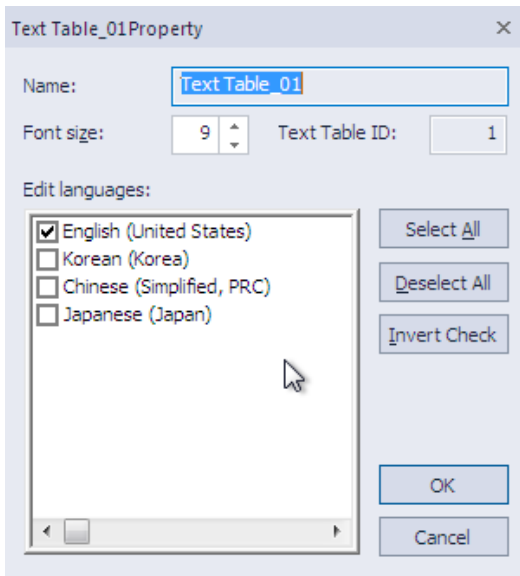 Text Table_01Property
Name: Text Table_01
Font size: 9 Text Table ID: 1
Edit languages:
English (United States)
Korean (Korea)
Chinese (Simplified, PRC)
Japanese (Japan)
Select All
Deselect All
Invert Check
OK
Cancel